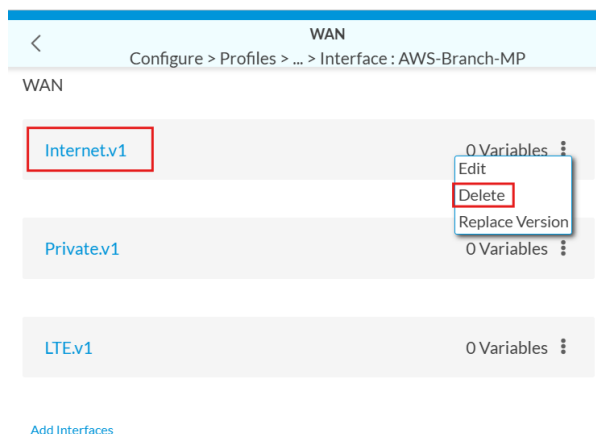 WAN
Configure > Profiles > ... > Interface : AWS-Branch-MP
WAN
Internet.v1
0 Variables
Edit
Delete
Replace Version
Private.v1
0 Variables
LTE.v1
0 Variables
Add Interfaces